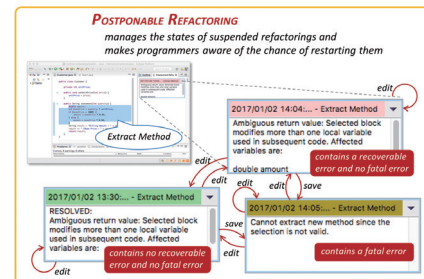 POSTPONABLE REFACTORING
manages the states of suspended refactorings and
makes programmers aware of the chance of restarting them
Extract Method
edit
2017/01/02 14:04:... - Extract Method
Ambiguous return value: Selected block
modifies more than one local variable
used in subsequent code. Affected
variables are:
double amount
contains a recoverable
error and no fatal error
edit
edit
edit
edit
save
2017/01/02 13:30:... - Extract Method
RESOLVED:
Ambiguous return value: Selected block
modifies more than one local variable
used in subsequent code. Affected
variables are:
contains no recoverable
error and no fatal error
edit
save
edit
2017/01/02 14:05:... - Extract Method
Cannot extract new method since the
selection is not valid.
contains a fatal error